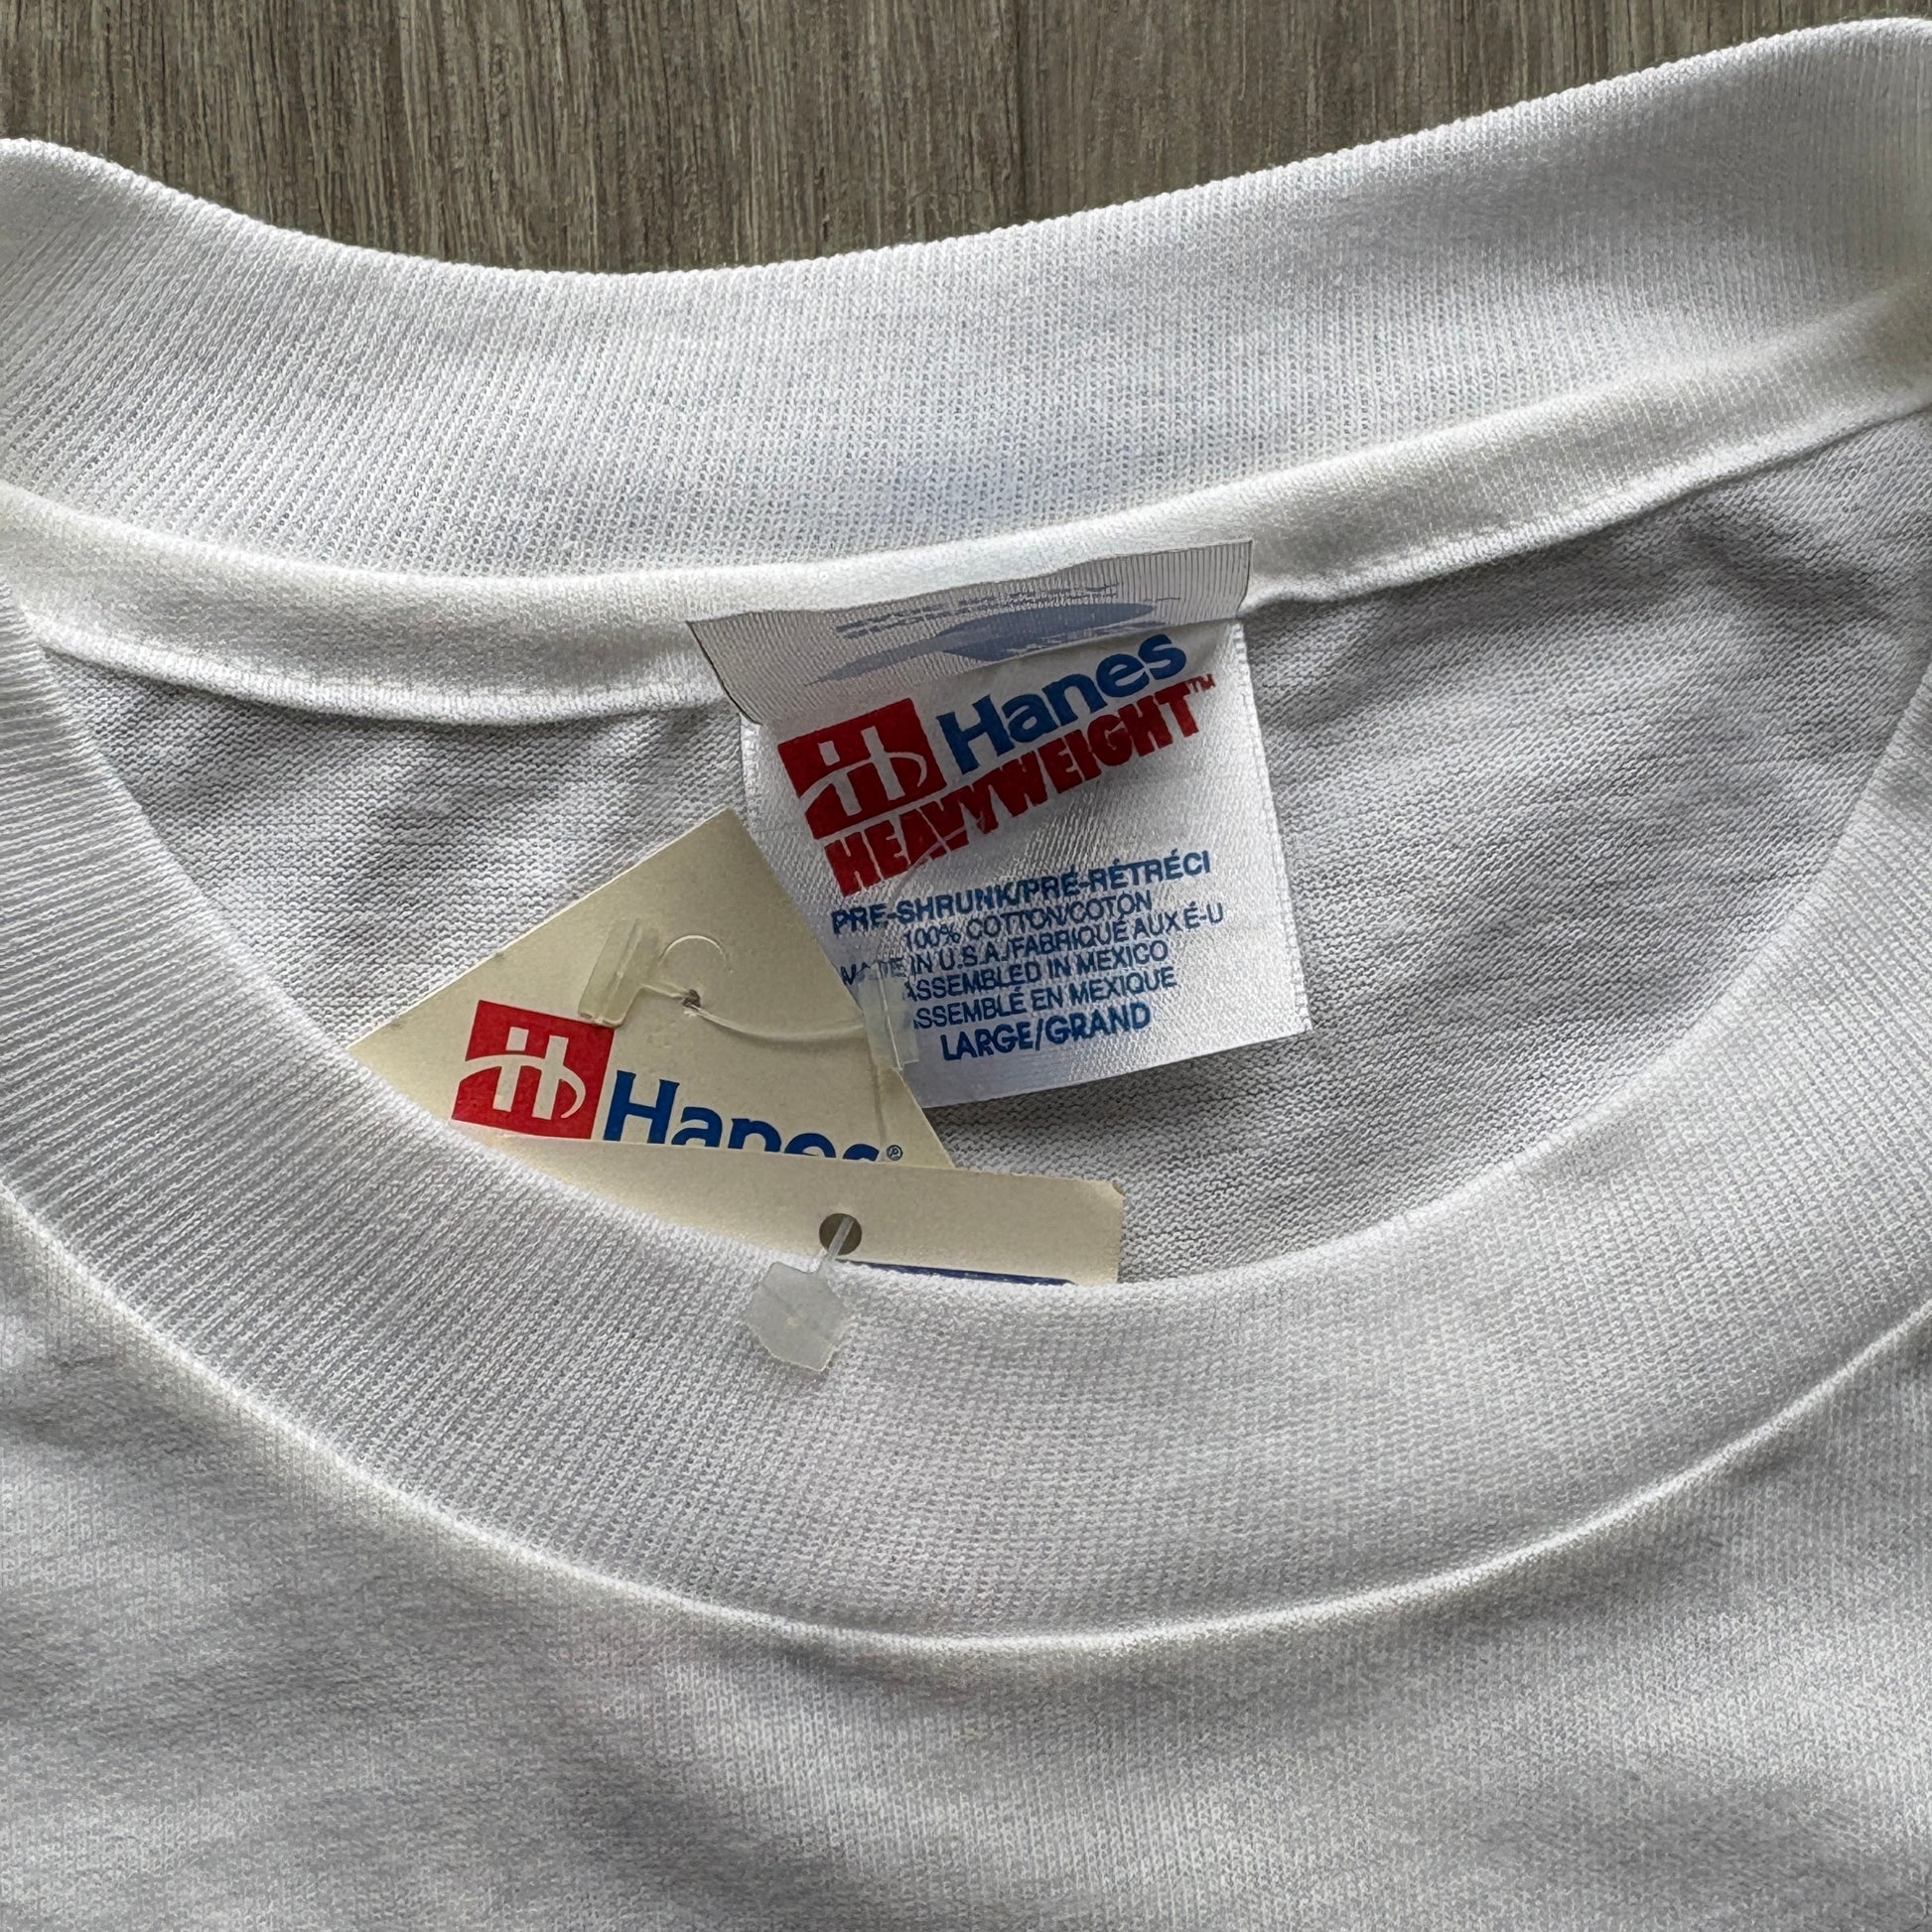 Hanes
HEAVYWEIGHT™
PRE-SHRUNK/PRÉ-RÉTRÉCI
100% COTTON/COTON
MADE IN U.S.A./FABRIQUÉ AUX É-U
ASSEMBLED IN MEXICO
ASSEMBLÉ EN MEXIQUE
LARGE/GRAND
Hanes®